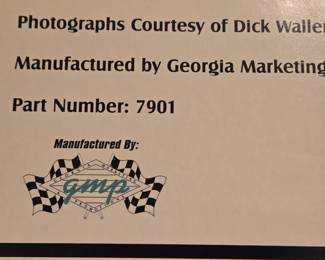 Photographs Courtesy of Dick Waller
Manufactured by Georgia Marketing
Part Number: 7901
Manufactured By:
gmp